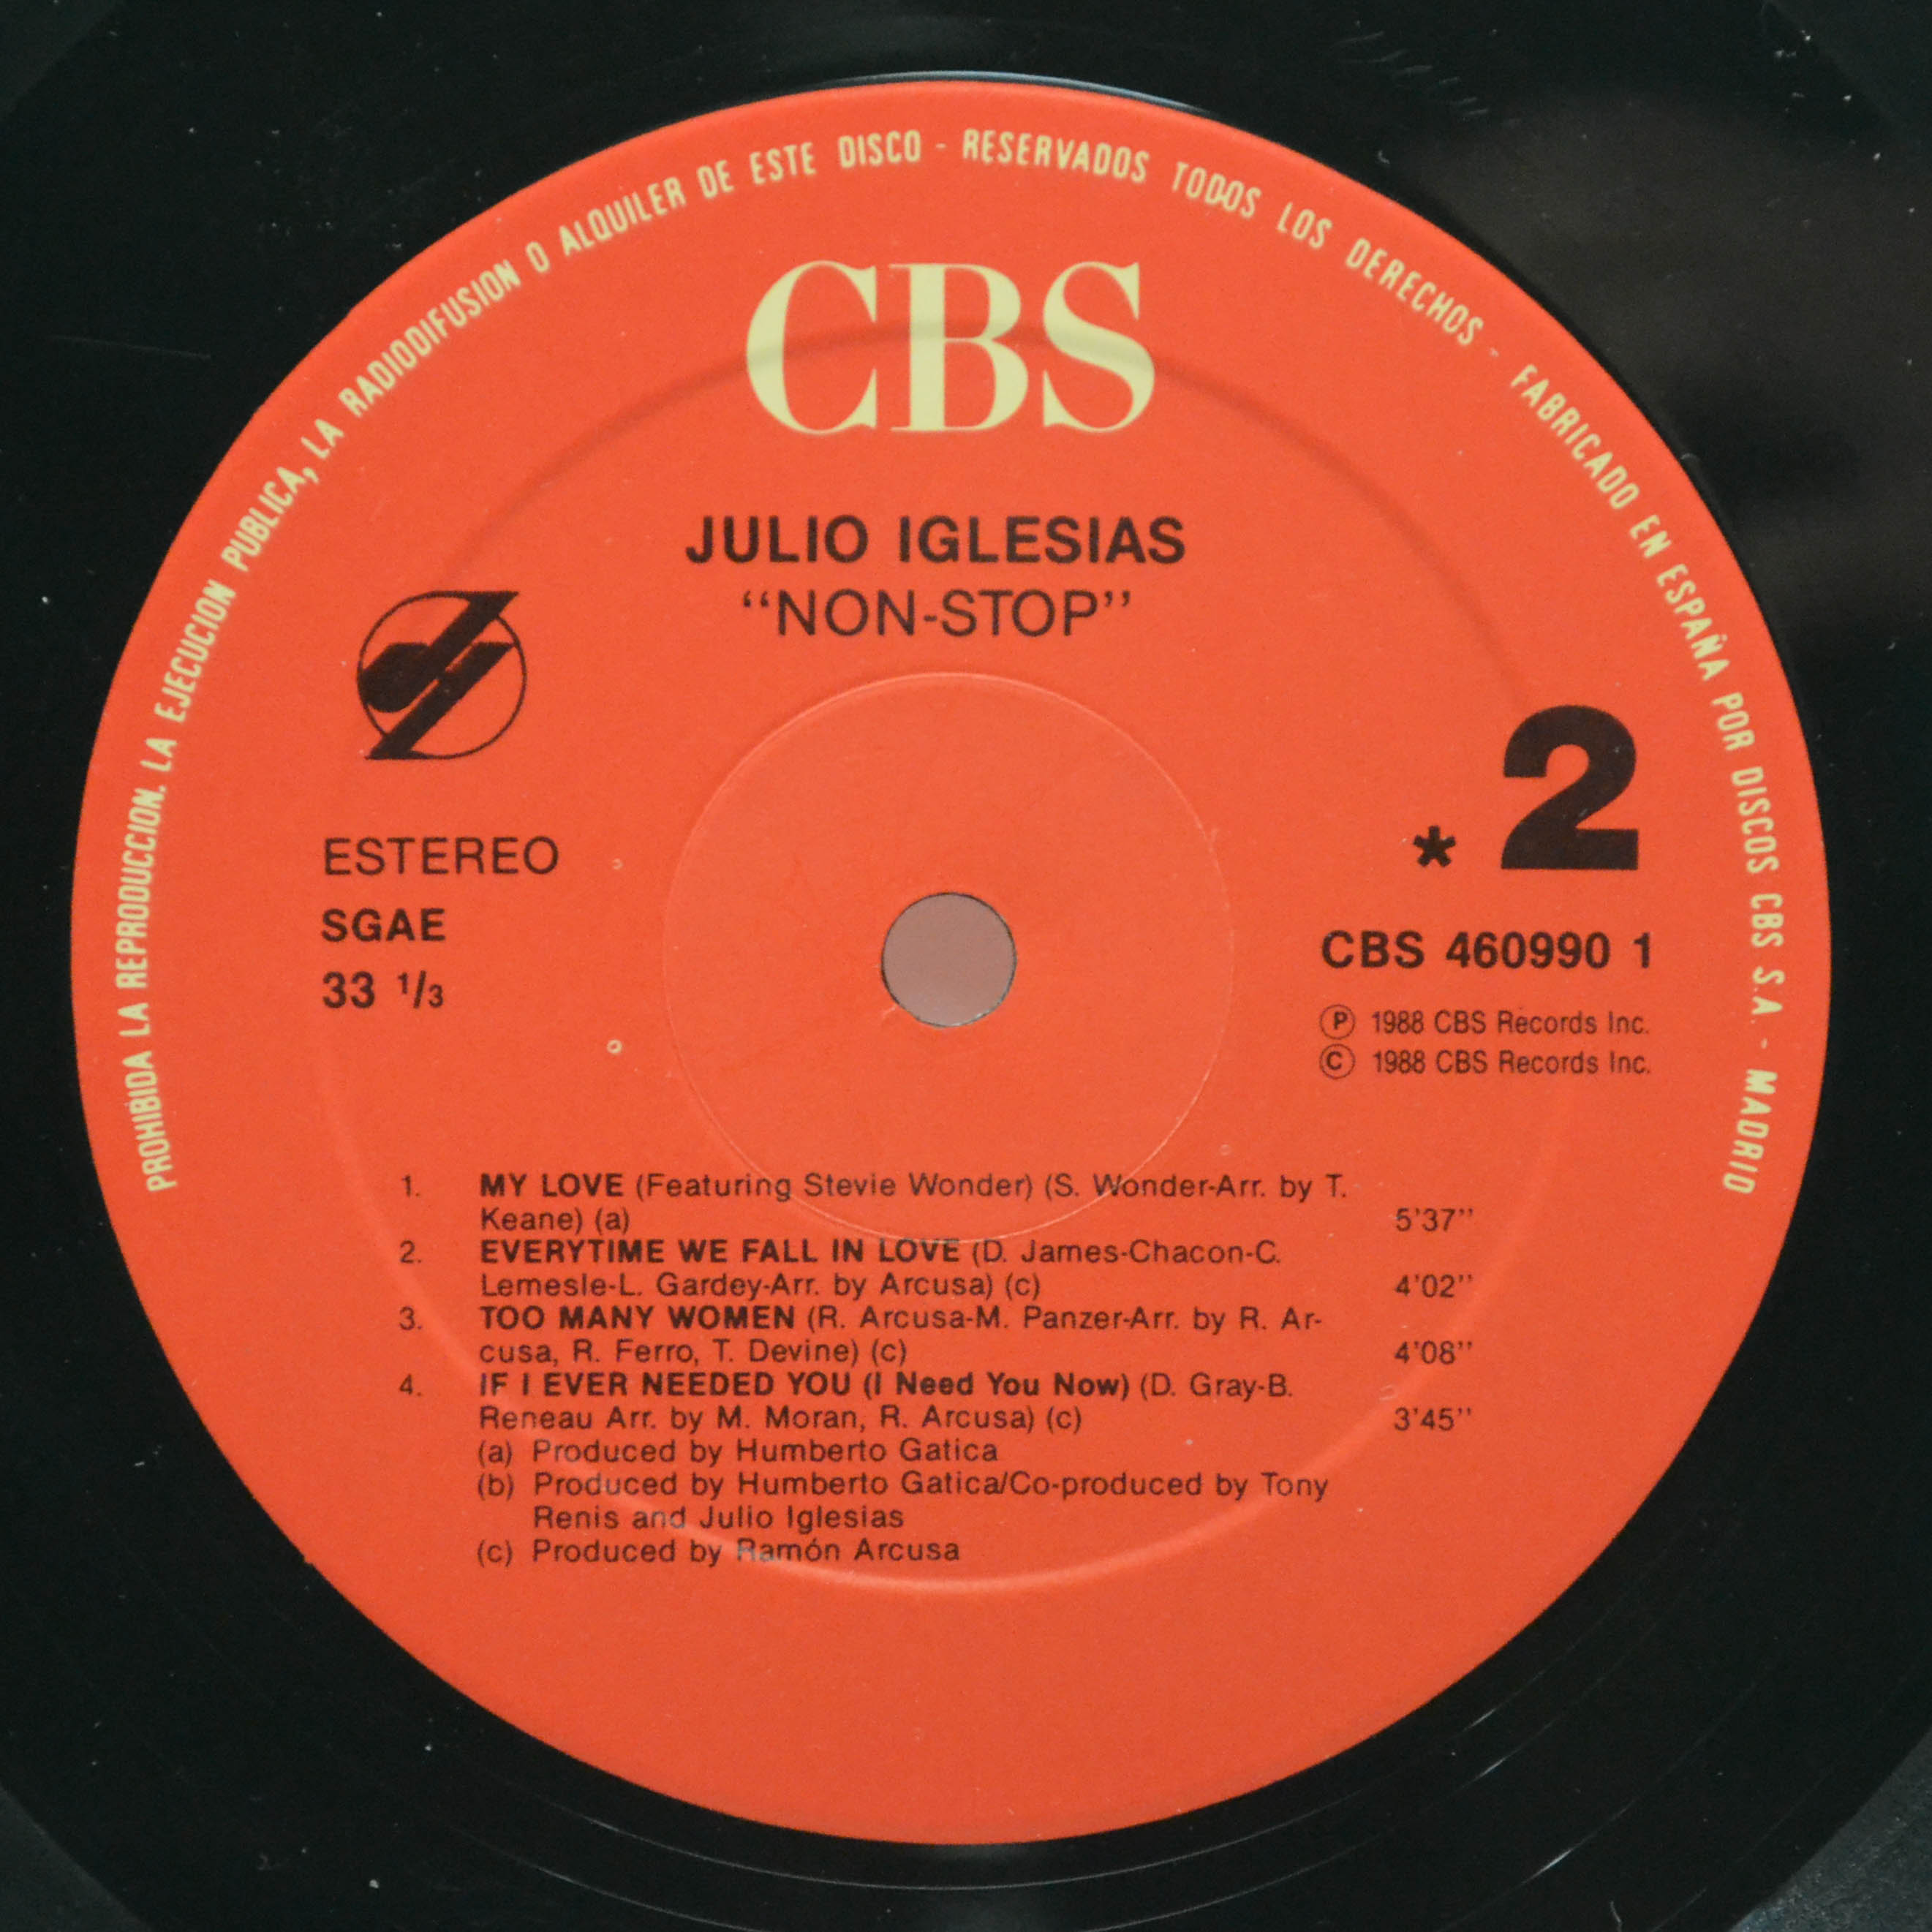 PROHIBIDA LA REPRODUCCION. LA EJECUCION PUBLICA, LA RADIODIFUSION O ALQUILER DE ESTE DISCO - RESERVADOS TODOS LOS DERECHOS - FABRICADO EN ESPAÑA POR DISCOS CBS S.A. - MADRID
CBS
JULIO IGLESIAS
"NON-STOP"
* 2
ESTEREO
SGAE
33 1/3
CBS 460990 1
Ⓟ 1988 CBS Records Inc.
© 1988 CBS Records Inc.
1. MY LOVE (Featuring Stevie Wonder) (S. Wonder-Arr. by T.
Keane) (a) 5'37''
2. EVERYTIME WE FALL IN LOVE (D. James-Chacon-C.
Lemesle-L. Gardey-Arr. by Arcusa) (c) 4'02''
3. TOO MANY WOMEN (R. Arcusa-M. Panzer-Arr. by R. Ar-
cusa, R. Ferro, T. Devine) (c) 4'08''
4. IF I EVER NEEDED YOU (I Need You Now) (D. Gray-B.
Reneau Arr. by M. Moran, R. Arcusa) (c) 3'45''
(a) Produced by Humberto Gatica
(b) Produced by Humberto Gatica/Co-produced by Tony
Renis and Julio Iglesias
(c) Produced by Ramón Arcusa